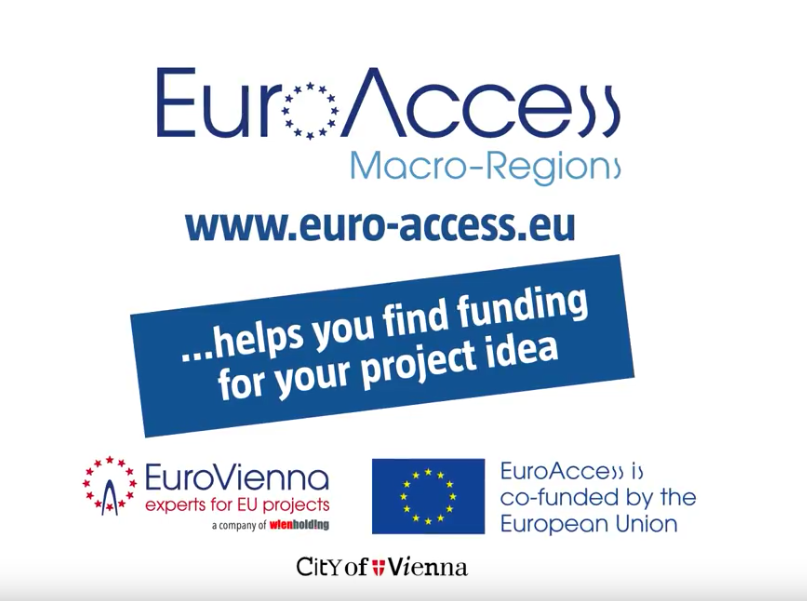 EuroAccess
Macro-Regions
www.euro-access.eu
...helps you find funding
for your project idea
EuroVienna
experts for EU projects
a company of wienholding
EuroAccess is
co-funded by the
European Union
City of Vienna